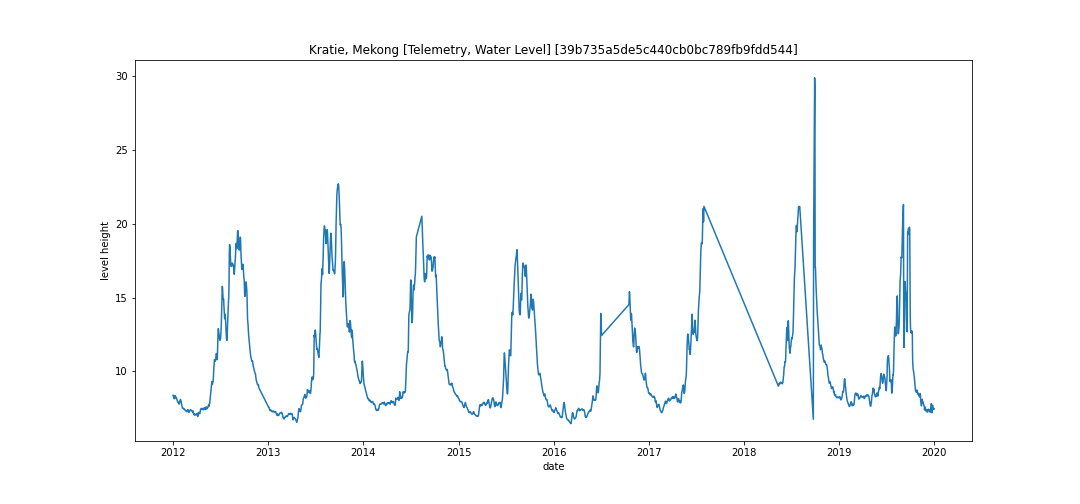 Kratie, Mekong [Telemetry, Water Level] [39b735a5de5c440cb0bc789fb9fdd544]
30
25
20
15
10
level height
2012 2013 2014 2015 2016 2017 2018 2019 2020
date